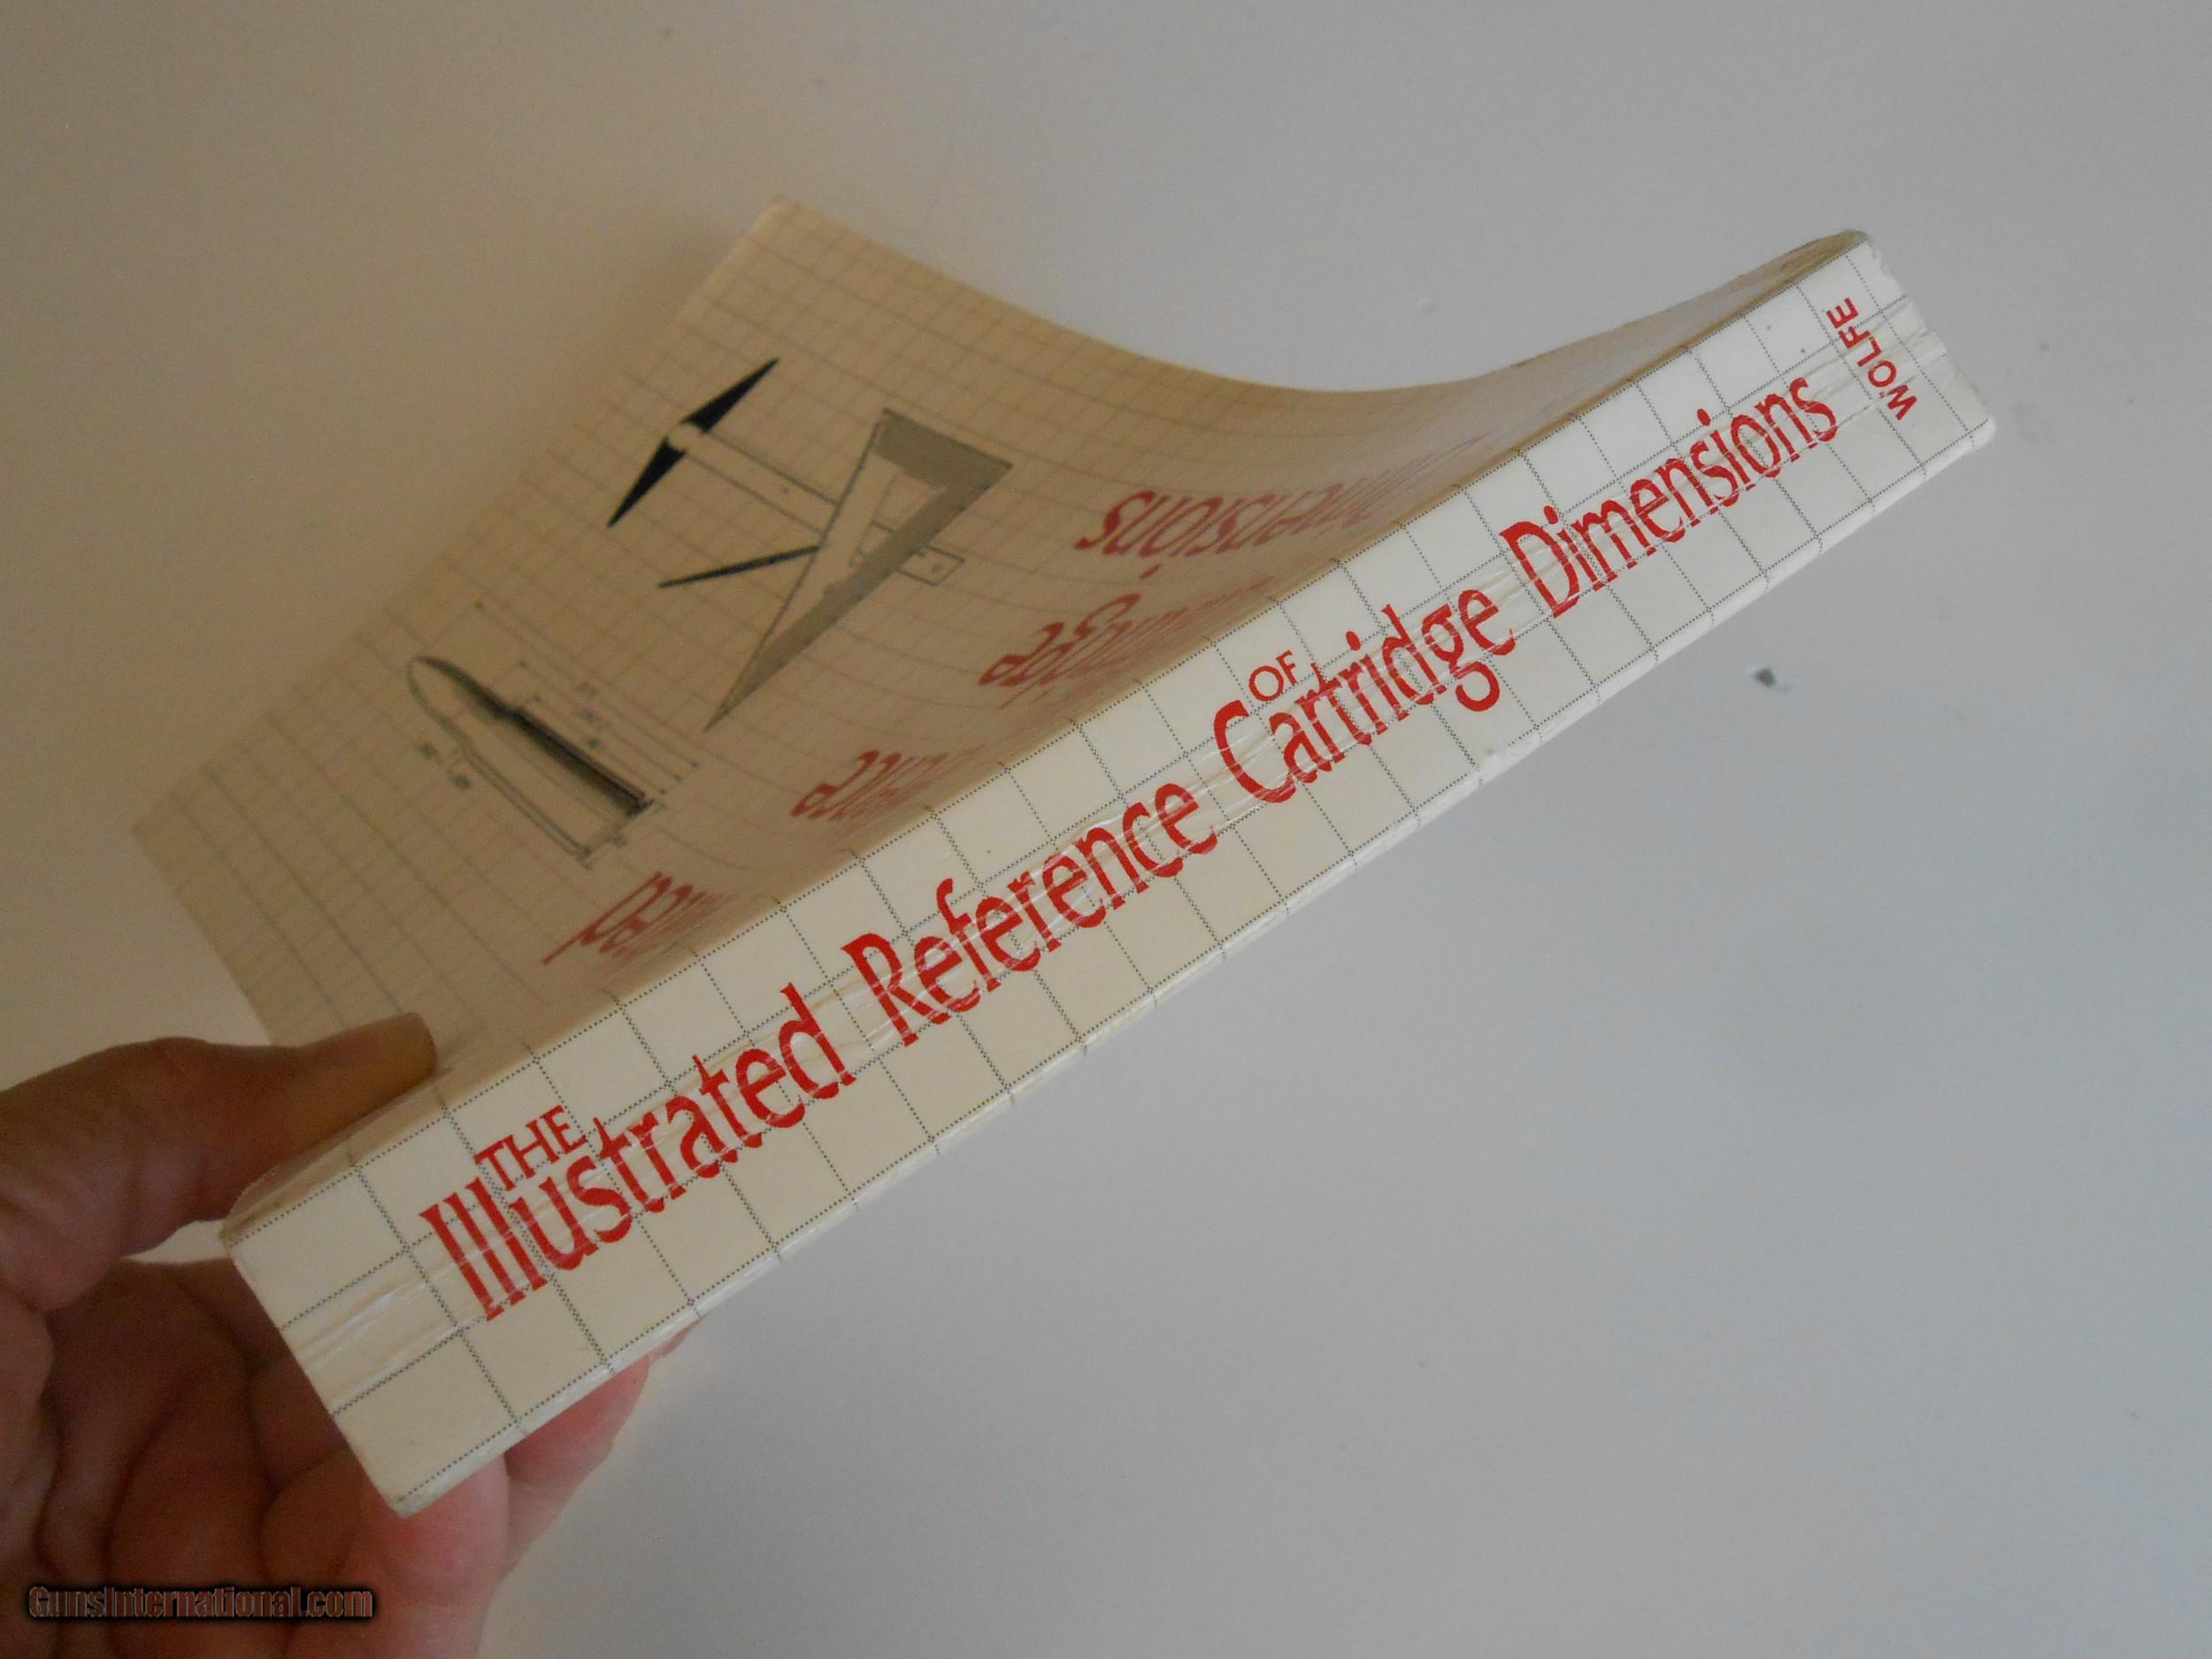 THE
Illustrated Reference
OF
Cartridge Dimensions
WOLFE
GunsInternational.com